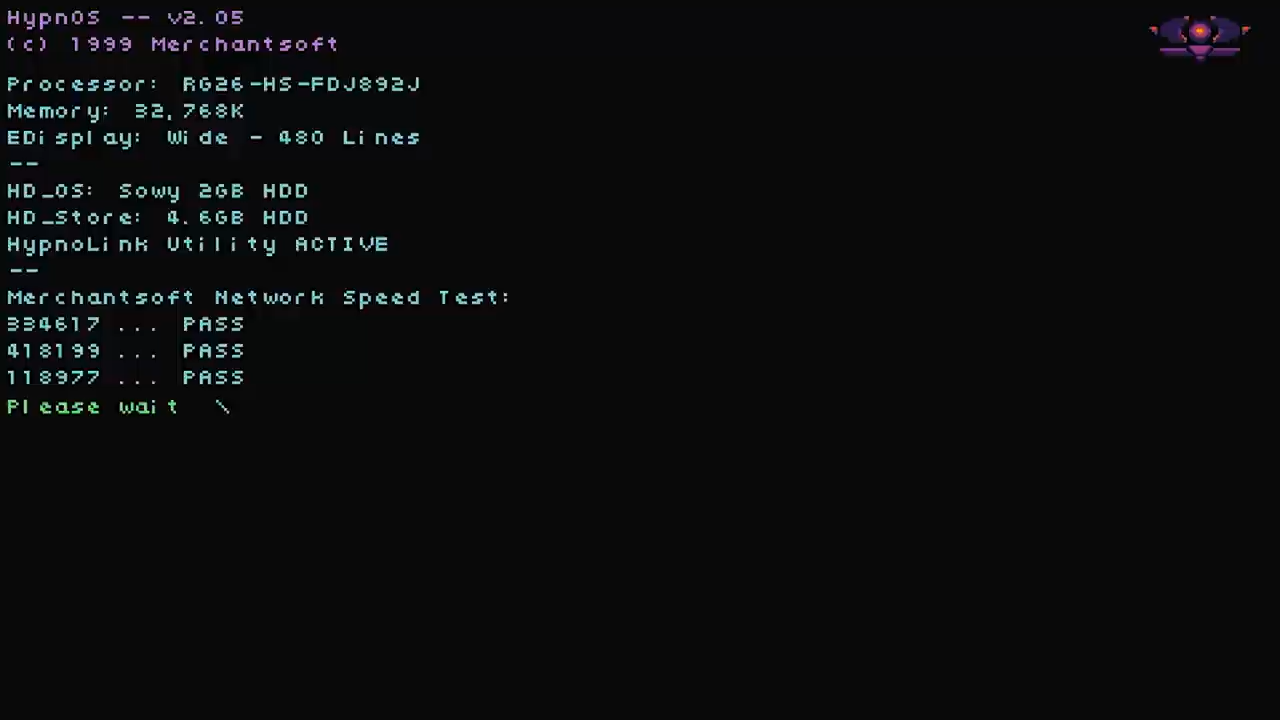 HypnOS -- v2.05
(c) 1999 Merchantsoft
Processor: RG26-HS-FDJ892J
Memory: 32,768K
EDisplay: Wide - 480 Lines
--
HD_OS: Sowy 2GB HDD
HD_Store: 4.6GB HDD
HypnoLink Utility ACTIVE
--
Merchantsoft Network Speed Test:
334617 ... PASS
418199 ... PASS
118977 ... PASS
Please wait \